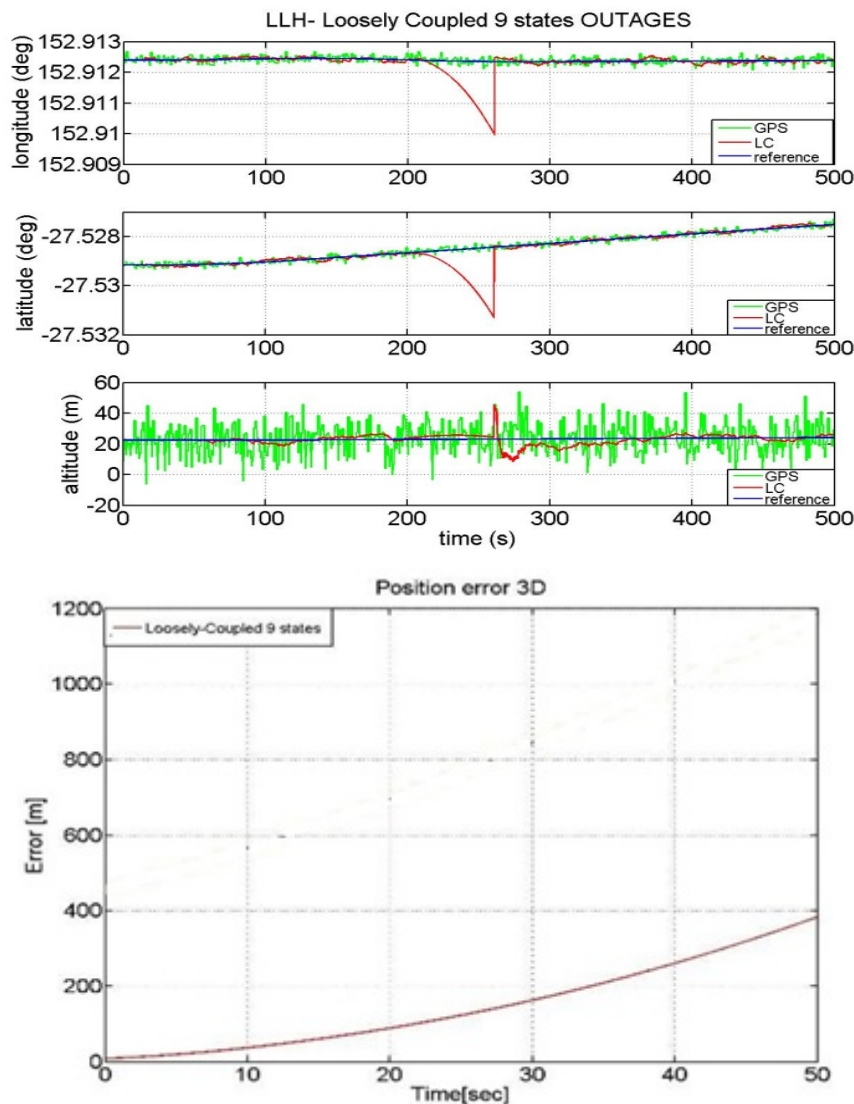 LLH- Loosely Coupled 9 states OUTAGES
longitude (deg)
152.913
152.912
152.911
152.91
152.909
GPS
LC
reference
0 100 200 300 400 500
latitude (deg)
-27.528
-27.53
-27.532
GPS
LC
reference
0 100 200 300 400 500
altitude (m)
60
40
20
0
-20
GPS
LC
reference
0 100 200 300 400 500
time (s)
Position error 3D
Error [m]
1200
1000
800
600
400
200
0
Loosely-Coupled 9 states
0 10 20 30 40 50
Time[sec]